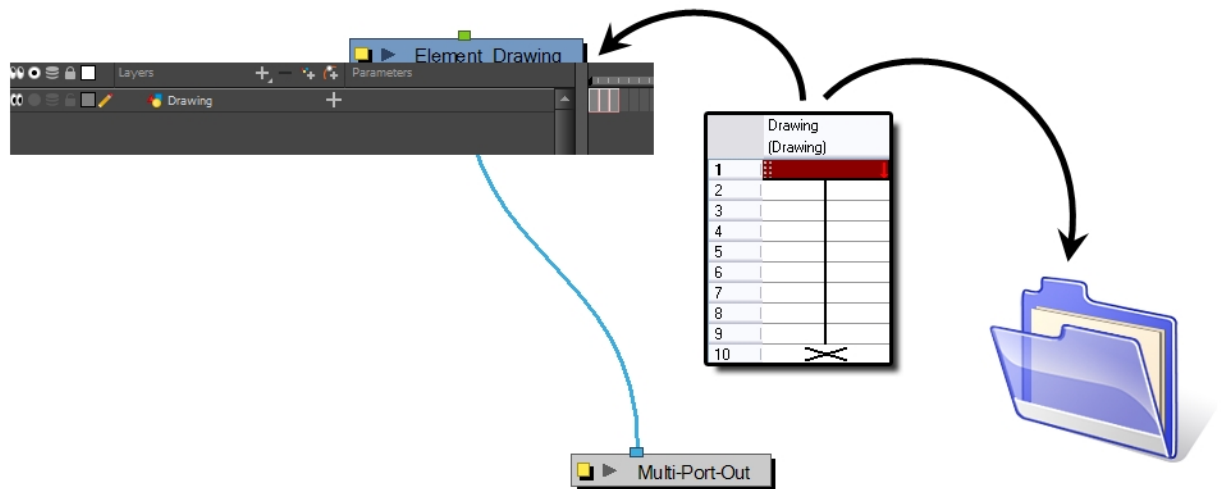 Element_Drawing
Layers Parameters
Drawing
Drawing
(Drawing)
1
2
3
4
5
6
7
8
9
10
Multi-Port-Out